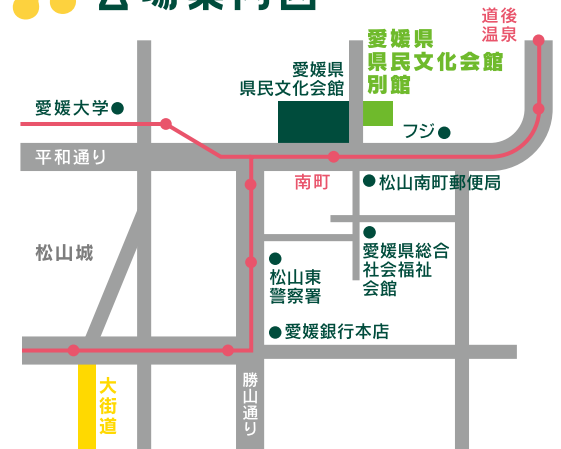 会場案内図
道後
温泉
愛媛県
県民文化会館
別館
愛媛県
県民文化会館
愛媛大学
フジ
平和通り
南町
松山南町郵便局
松山城
愛媛県総合
社会福祉
会館
松山東
警察署
愛媛銀行本店
大街道
勝山通り